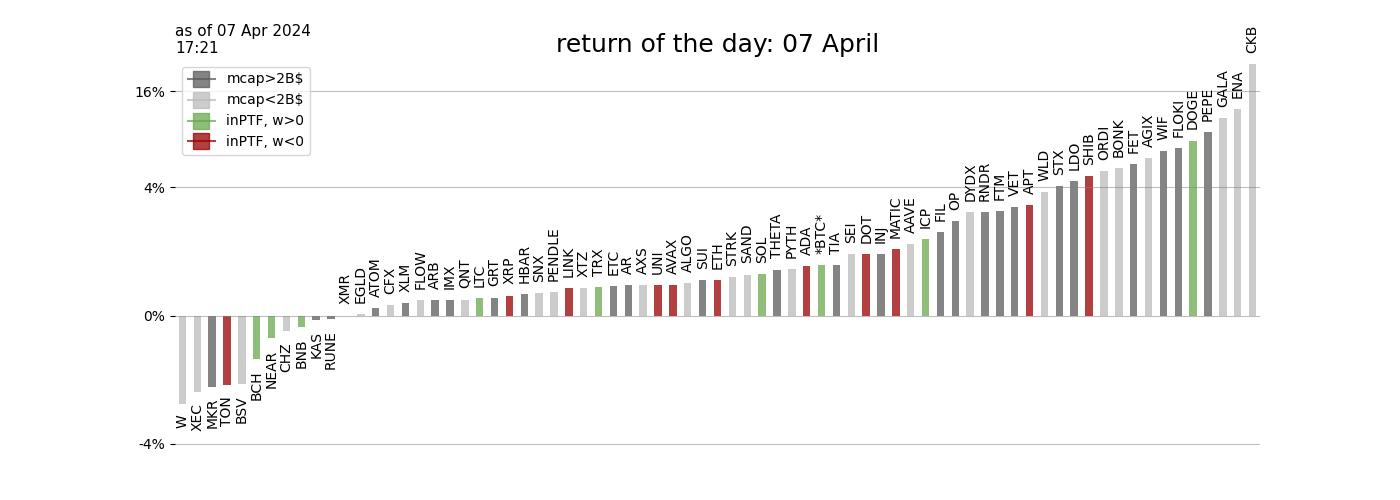 as of 07 Apr 2024
17:21
return of the day: 07 April
mcap>2B$
mcap<2B$
inPTF, w>0
inPTF, w<0
16%
4%
0%
-4%
W
XEC
MKR
TON
BSV
BCH
NEAR
CHZ
BNB
KAS
RUNE
XMR
EGLD
ATOM
CFX
XLM
FLOW
ARB
IMX
QNT
LTC
GRT
XRP
HBAR
SNX
PENDLE
LINK
XTZ
TRX
ETC
AR
AXS
UNI
AVAX
ALGO
SUI
ETH
STRK
SAND
SOL
THETA
PYTH
ADA
*BTC*
TIA
SEI
DOT
INJ
MATIC
AAVE
ICP
FIL
OP
DYDX
RNDR
FTM
VET
APT
WLD
STX
LDO
SHIB
ORDI
BONK
FET
AGIX
WIF
FLOKI
DOGE
PEPE
GALA
ENA
CKB